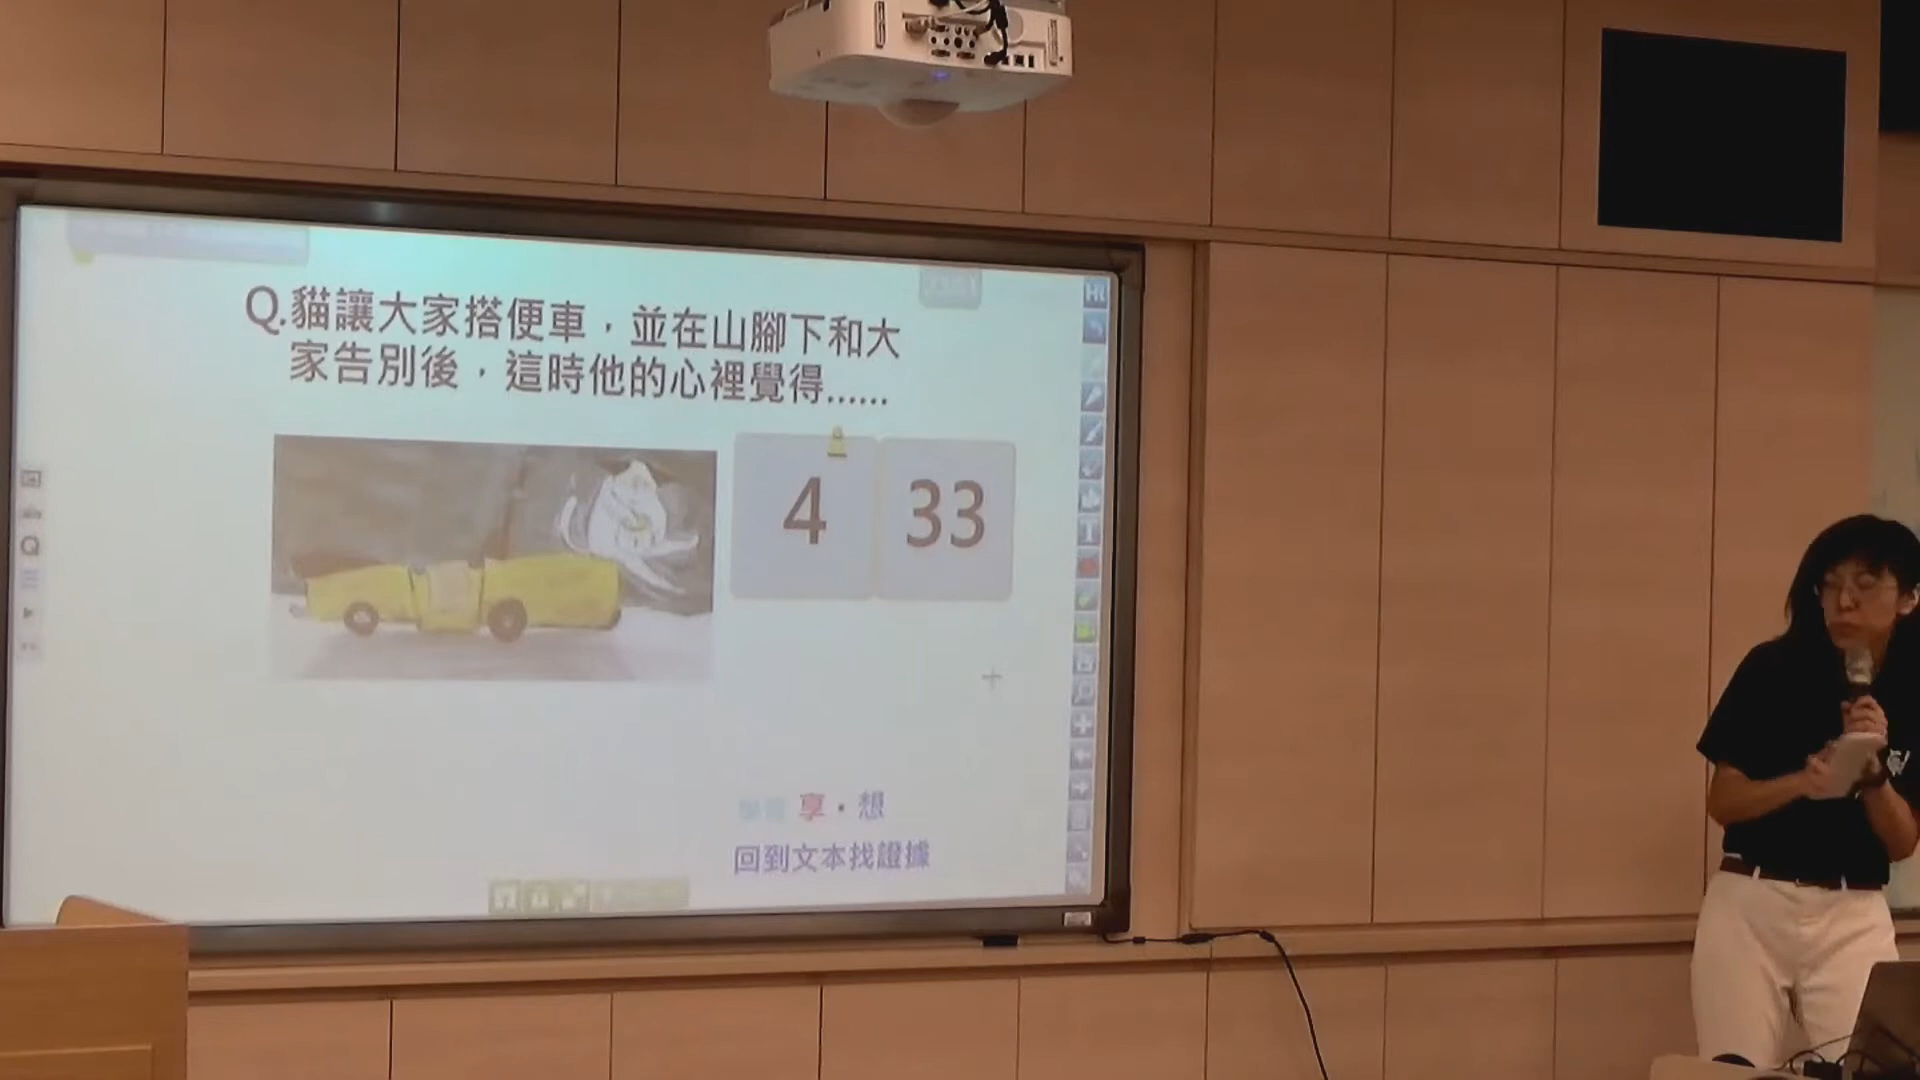 Q.貓讓大家搭便車，並在山腳下和大
家告別後，這時他的心裡覺得......
4 33
享·想
回到文本找證據